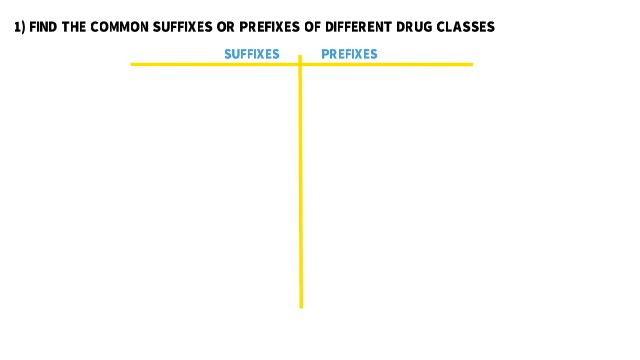 1) FIND THE COMMON SUFFIXES OR PREFIXES OF DIFFERENT DRUG CLASSES
SUFFIXES PREFIXES